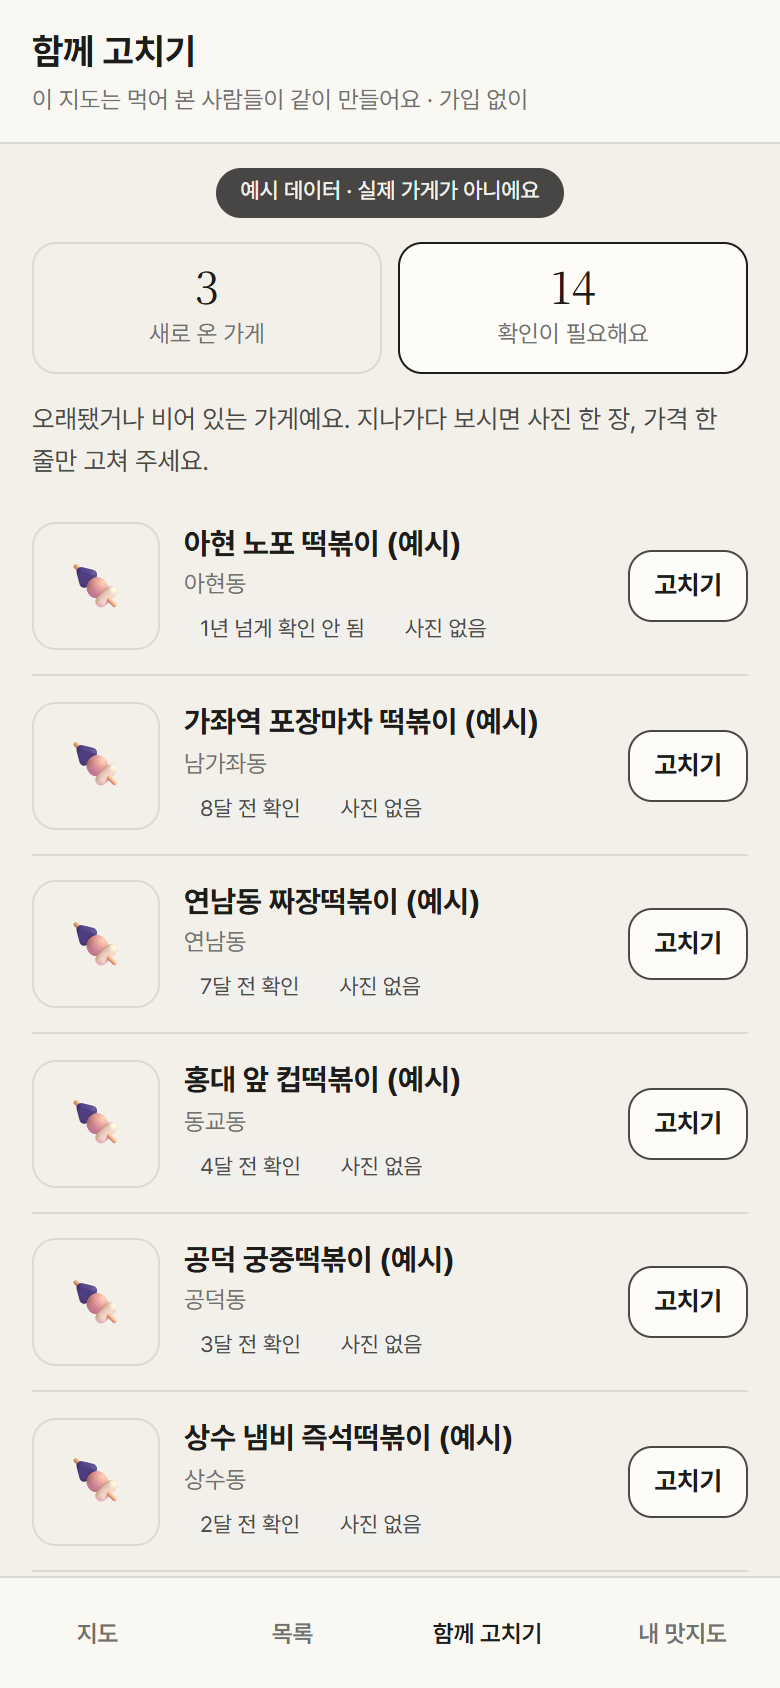 함께 고치기
이 지도는 먹어 본 사람들이 같이 만들어요 · 가입 없이
예시 데이터 · 실제 가게가 아니에요
3
새로 온 가게
14
확인이 필요해요
오래됐거나 비어 있는 가게예요. 지나가다 보시면 사진 한 장, 가격 한
줄만 고쳐 주세요.
아현 노포 떡볶이 (예시)
아현동
1년 넘게 확인 안 됨 사진 없음
고치기
가좌역 포장마차 떡볶이 (예시)
남가좌동
8달 전 확인 사진 없음
고치기
연남동 짜장떡볶이 (예시)
연남동
7달 전 확인 사진 없음
고치기
홍대 앞 컵떡볶이 (예시)
동교동
4달 전 확인 사진 없음
고치기
공덕 궁중떡볶이 (예시)
공덕동
3달 전 확인 사진 없음
고치기
상수 냄비 즉석떡볶이 (예시)
상수동
2달 전 확인 사진 없음
고치기
지도 목록 함께 고치기 내 맛지도